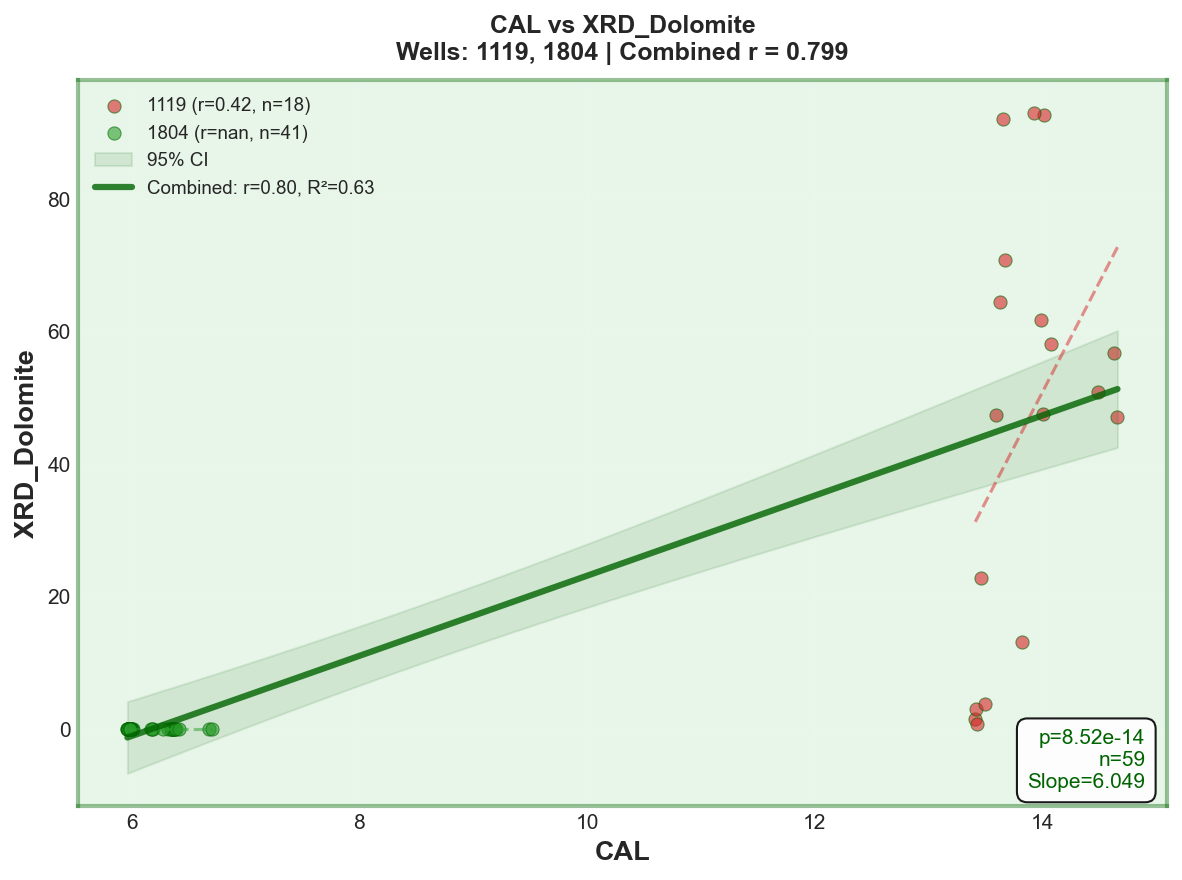 CAL vs XRD_Dolomite
Wells: 1119, 1804 | Combined r = 0.799
1119 (r=0.42, n=18)
1804 (r=nan, n=41)
95% CI
Combined: r=0.80, R²=0.63
80
60
40
20
0
XRD_Dolomite
p=8.52e-14
n=59
Slope=6.049
6 8 10 12 14
CAL